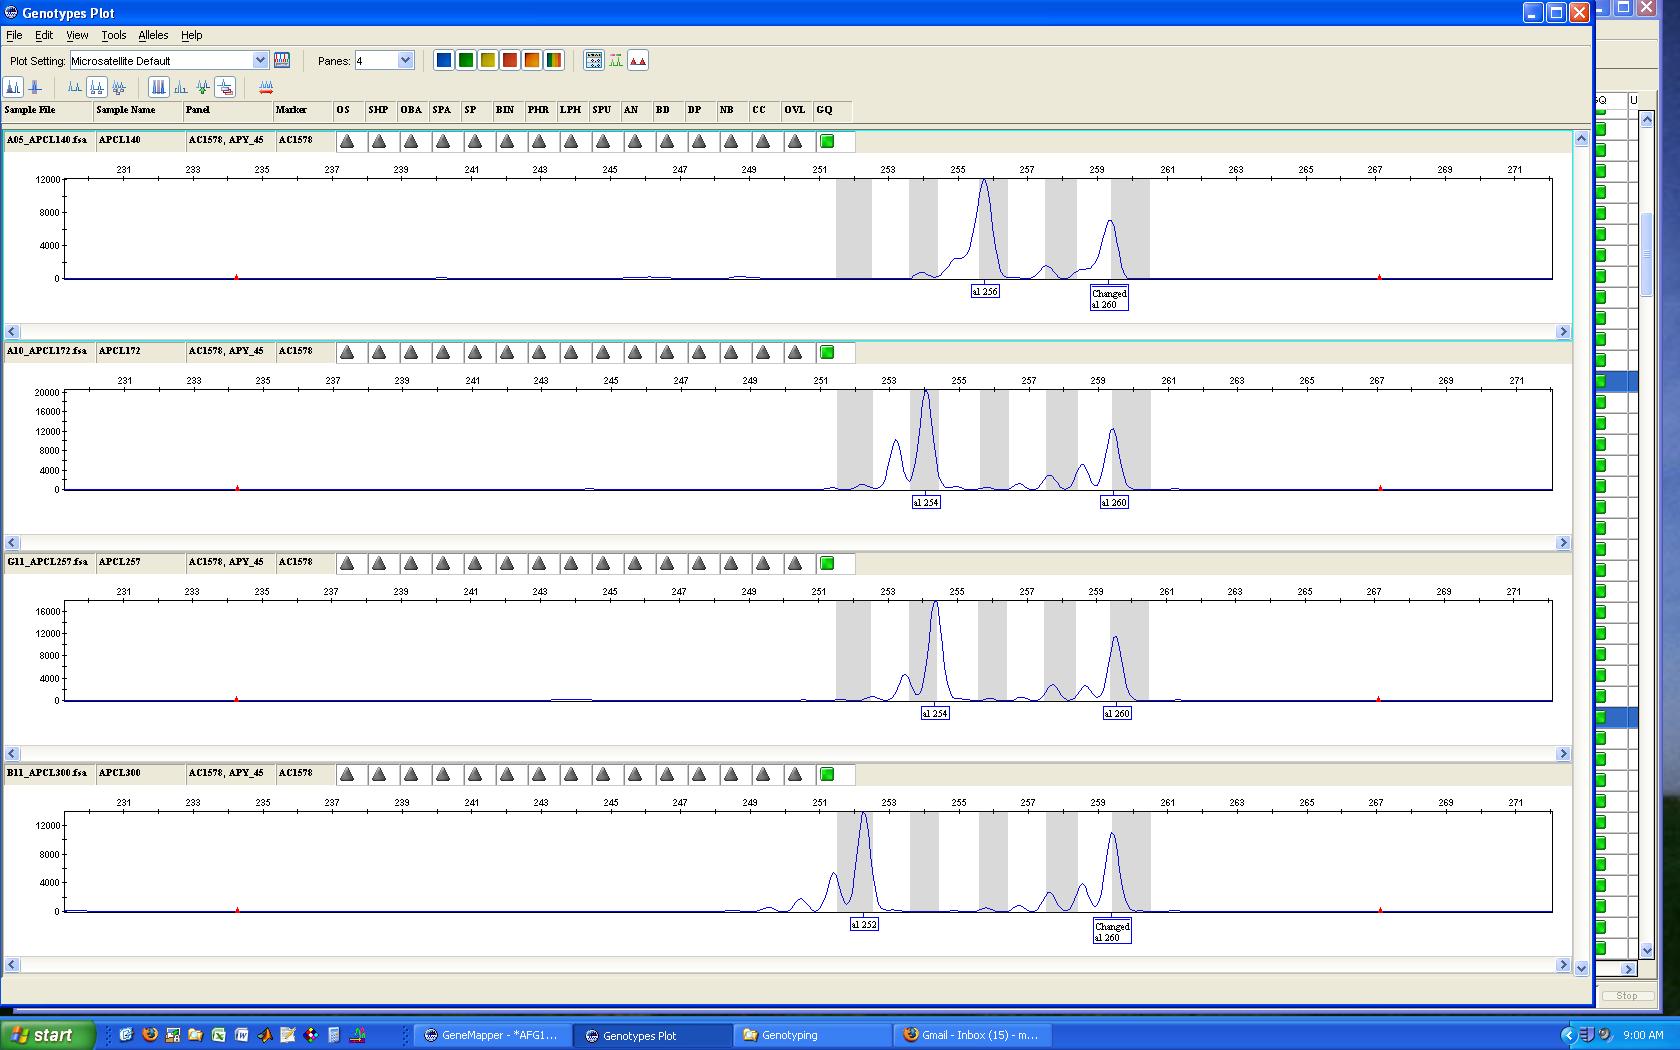 Genotypes Plot
File Edit View Tools Alleles Help
Plot Setting: Microsatellite Default Panes: 4
Sample File Sample Name Panel Marker OS SHP OBA SPA SP BIN PHR LPH SPU AN BD DP NB CC OVL GQ
GQ U
A05_APCL140.fsa APCL140 AC1578, APY_45 AC1578
231 233 235 237 239 241 243 245 247 249 251 253 255 257 259 261 263 265 267 269 271
12000
8000
4000
0
al 256
Changed
al 260
A10_APCL172.fsa APCL172 AC1578, APY_45 AC1578
231 233 235 237 239 241 243 245 247 249 251 253 255 257 259 261 263 265 267 269 271
20000
16000
12000
8000
4000
0
al 254 al 260
G11_APCL257.fsa APCL257 AC1578, APY_45 AC1578
231 233 235 237 239 241 243 245 247 249 251 253 255 257 259 261 263 265 267 269 271
16000
12000
8000
4000
0
al 254 al 260
B11_APCL300.fsa APCL300 AC1578, APY_45 AC1578
231 233 235 237 239 241 243 245 247 249 251 253 255 257 259 261 263 265 267 269 271
12000
8000
4000
0
al 252
Changed
al 260
Stop
start GeneMapper - *AFG1... Genotypes Plot Genotyping Gmail - Inbox (15) - m... 9:00 AM